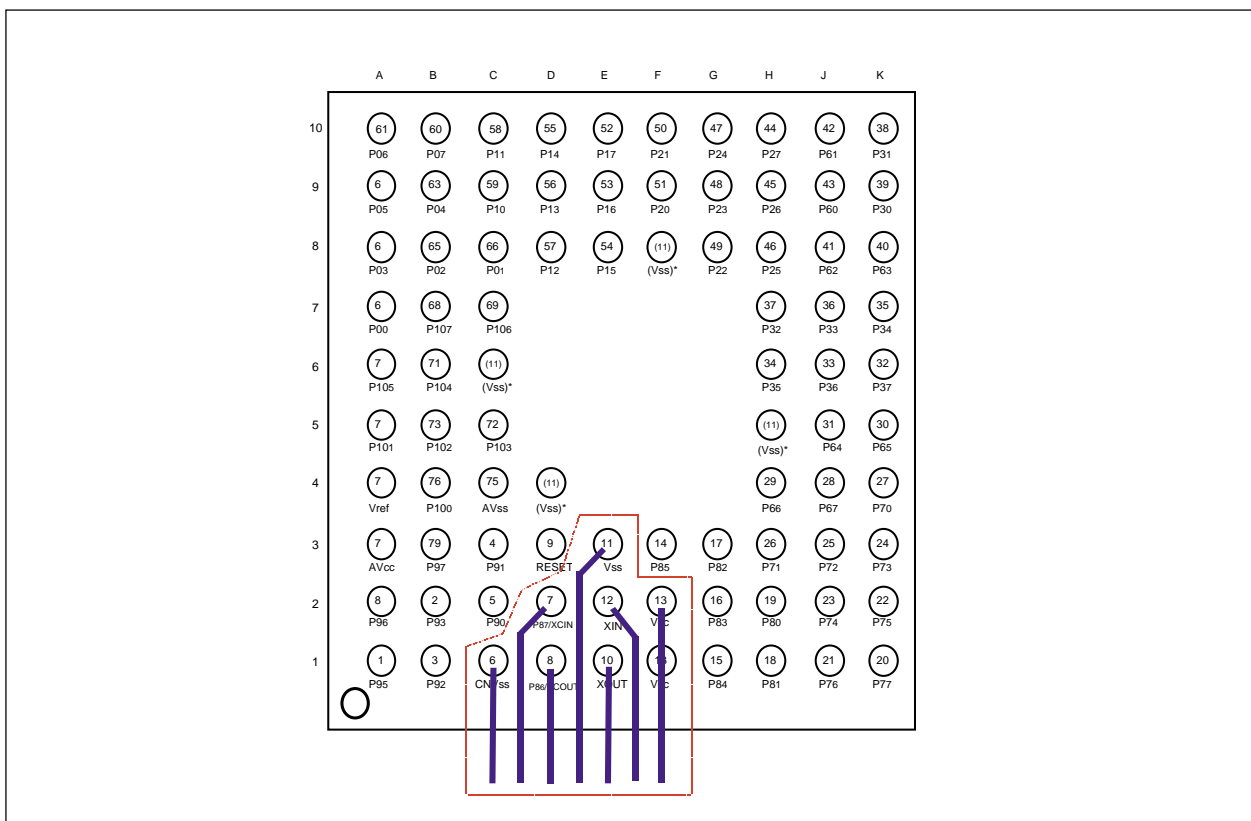 A B C D E F G H J K
10 61 60 58 55 52 50 47 44 42 38
P06 P07 P11 P14 P17 P21 P24 P27 P61 P31
9 6 63 59 56 53 51 48 45 43 39
P05 P04 P10 P13 P16 P20 P23 P26 P60 P30
8 6 65 66 57 54 (11) 49 46 41 40
P03 P02 P01 P12 P15 (Vss)* P22 P25 P62 P63
7 6 68 69 37 36 35
P00 P107 P106 P32 P33 P34
6 7 71 (11) 34 33 32
P105 P104 (Vss)* P35 P36 P37
5 7 73 72 (11) 31 30
P101 P102 P103 (Vss)* P64 P65
4 7 76 75 (11) 29 28 27
Vref P100 AVss (Vss)* P66 P67 P70
3 7 79 4 9 11 14 17 26 25 24
AVcc P97 P91 RESET Vss P85 P82 P71 P72 P73
2 8 2 5 7 12 13 16 19 23 22
P96 P93 P90 P87/XCIN XIN Vcc P83 P80 P74 P75
1 1 3 6 8 10 13 15 18 21 20
P95 P92 CNVss P86/XCOUT XOUT Vcc P84 P81 P76 P77